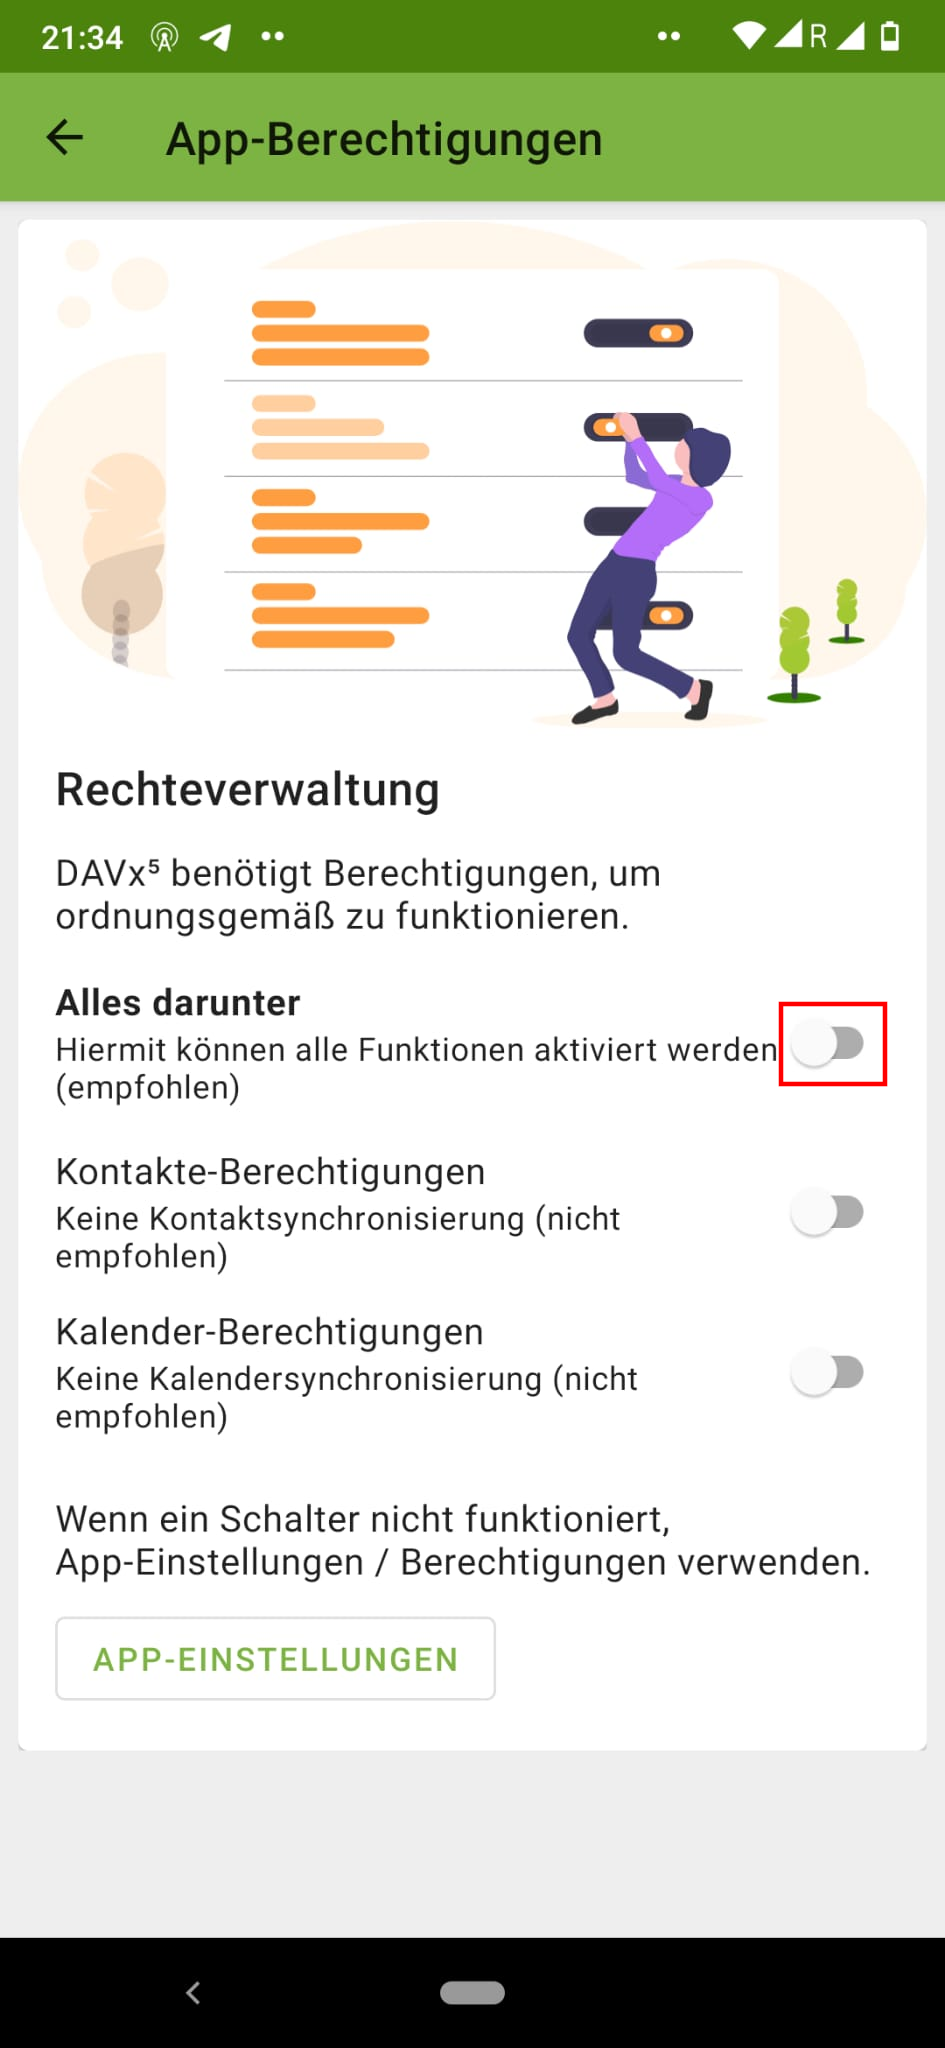 21:34
R
App-Berechtigungen
Rechteverwaltung
DAVx⁵ benötigt Berechtigungen, um
ordnungsgemäß zu funktionieren.
Alles darunter
Hiermit können alle Funktionen aktiviert werden
(empfohlen)
Kontakte-Berechtigungen
Keine Kontaktsynchronisierung (nicht
empfohlen)
Kalender-Berechtigungen
Keine Kalendersynchronisierung (nicht
empfohlen)
Wenn ein Schalter nicht funktioniert,
App-Einstellungen / Berechtigungen verwenden.
APP-EINSTELLUNGEN